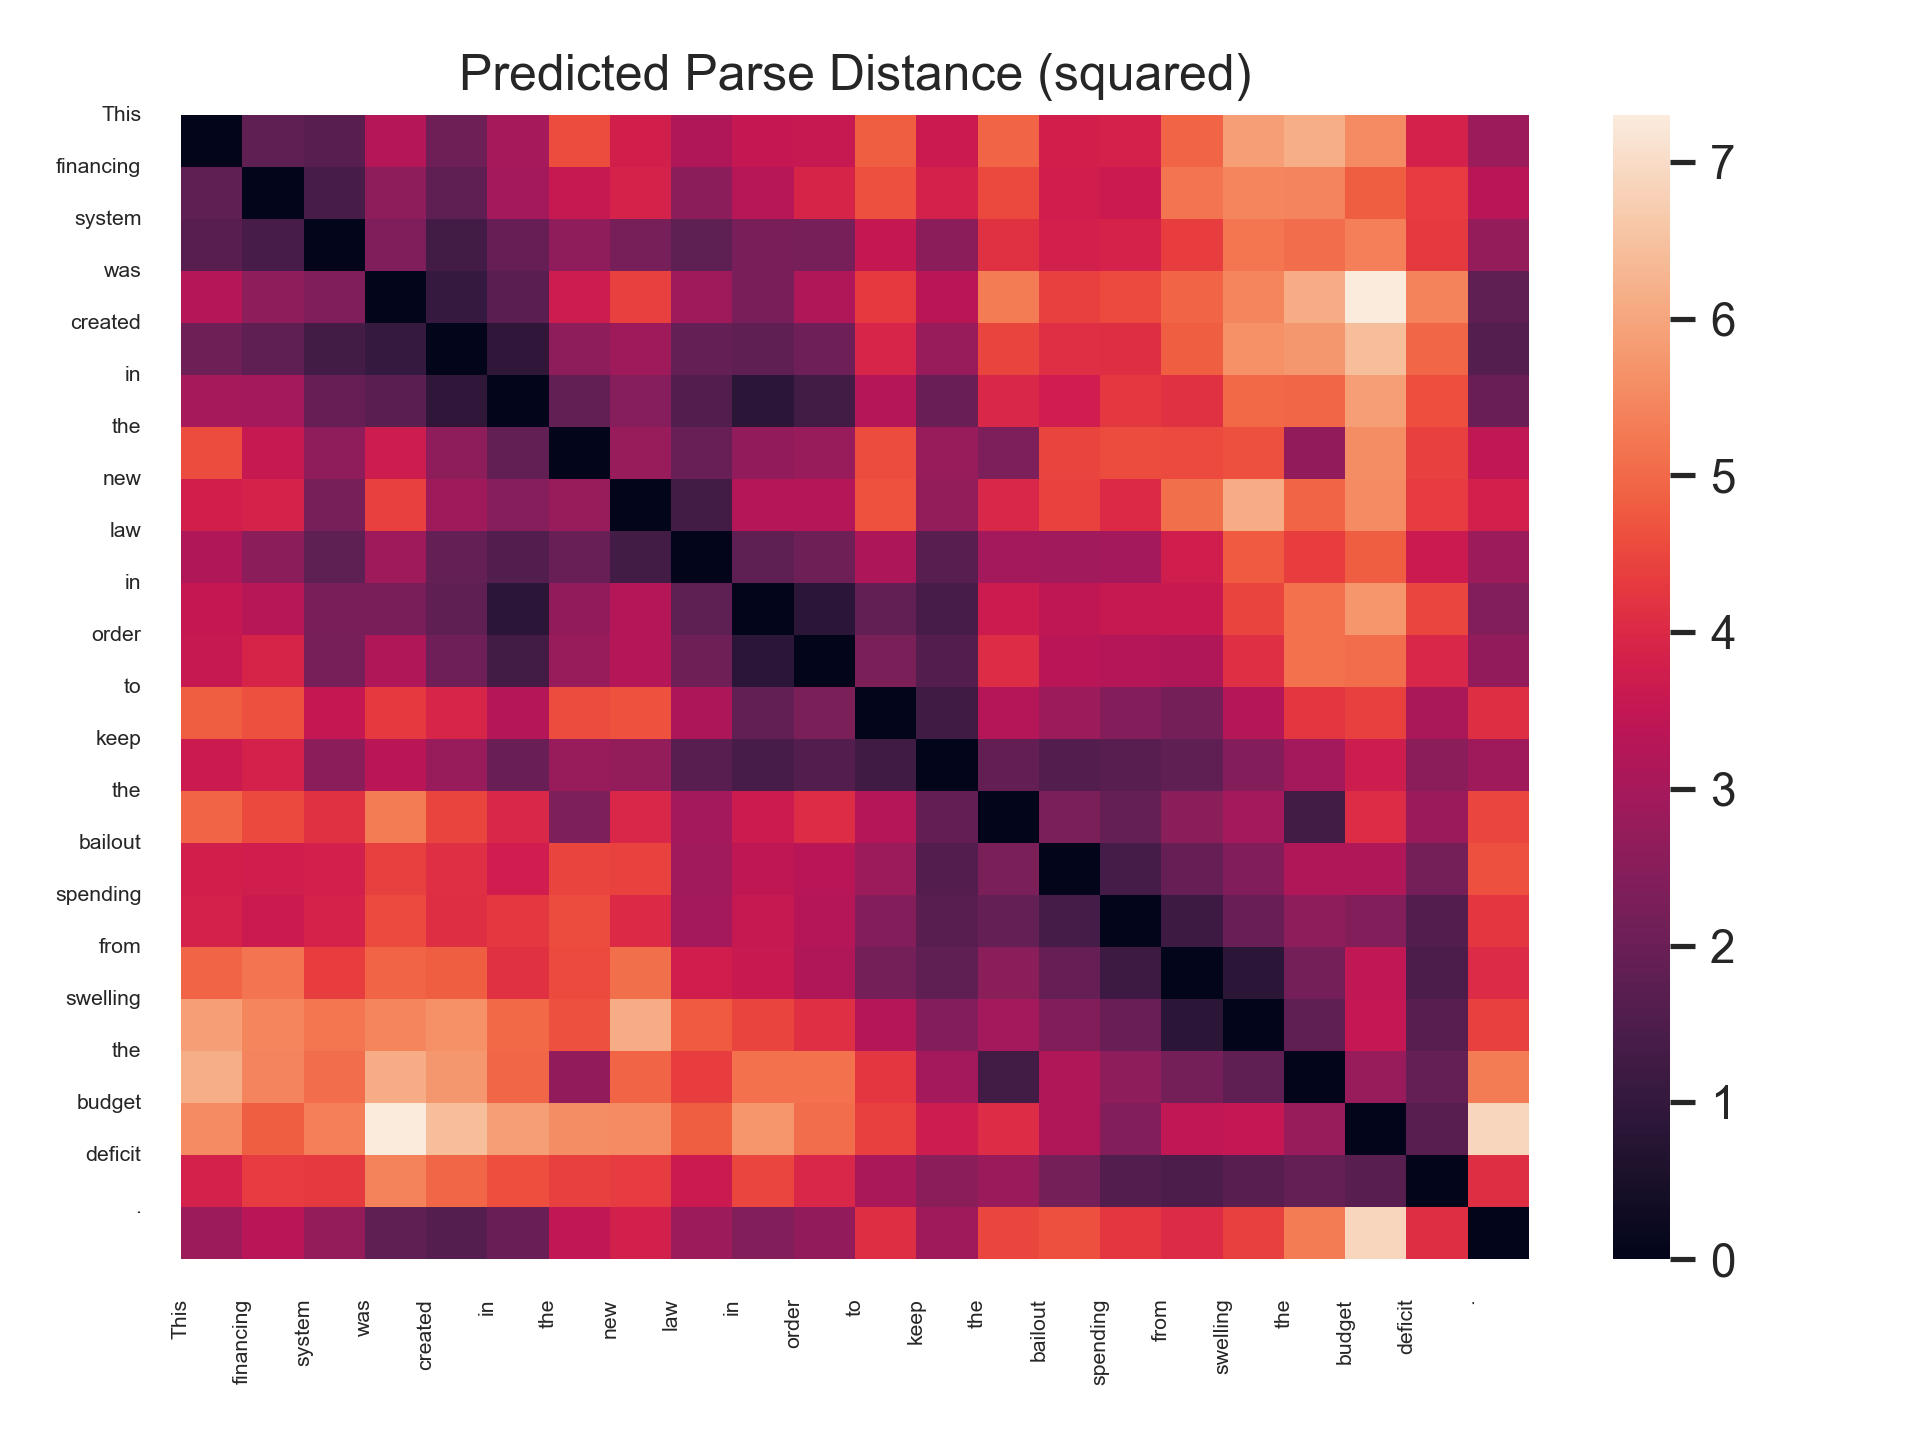 Predicted Parse Distance (squared)
This
financing
system
was
created
in
the
new
law
in
order
to
keep
the
bailout
spending
from
swelling
the
budget
deficit
.
7
6
5
4
3
2
1
0
This
financing
system
was
created
in
the
new
law
in
order
to
keep
the
bailout
spending
from
swelling
the
budget
deficit
.